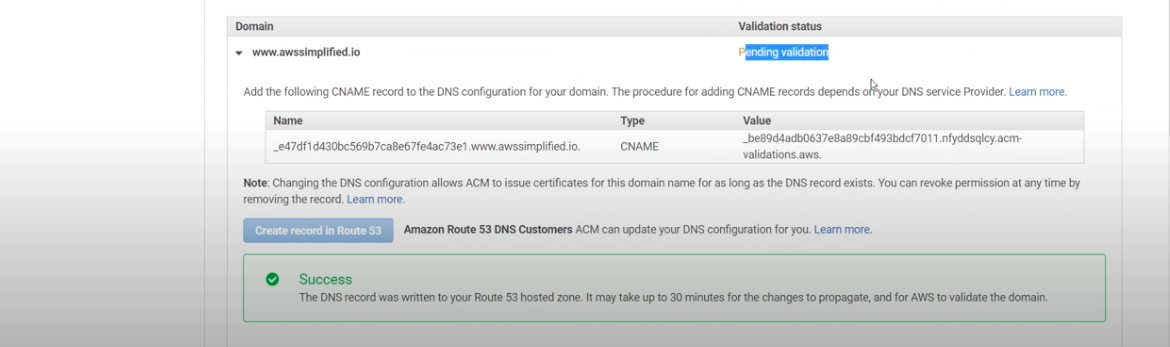 Domain Validation status
www.awssimplified.io Pending validation
Add the following CNAME record to the DNS configuration for your domain. The procedure for adding CNAME records depends on your DNS service Provider. Learn more.
Name Type Value
_e47df1d430bc569b7ca8e67fe4ac73e1.www.awssimplified.io. CNAME _be89d4adb0637e8a89cbf493bdcf7011.nfyddsqlcy.acm-
validations.aws.
Note: Changing the DNS configuration allows ACM to issue certificates for this domain name for as long as the DNS record exists. You can revoke permission at any time by
removing the record. Learn more.
Create record in Route 53 Amazon Route 53 DNS Customers ACM can update your DNS configuration for you. Learn more.
Success
The DNS record was written to your Route 53 hosted zone. It may take up to 30 minutes for the changes to propagate, and for AWS to validate the domain.